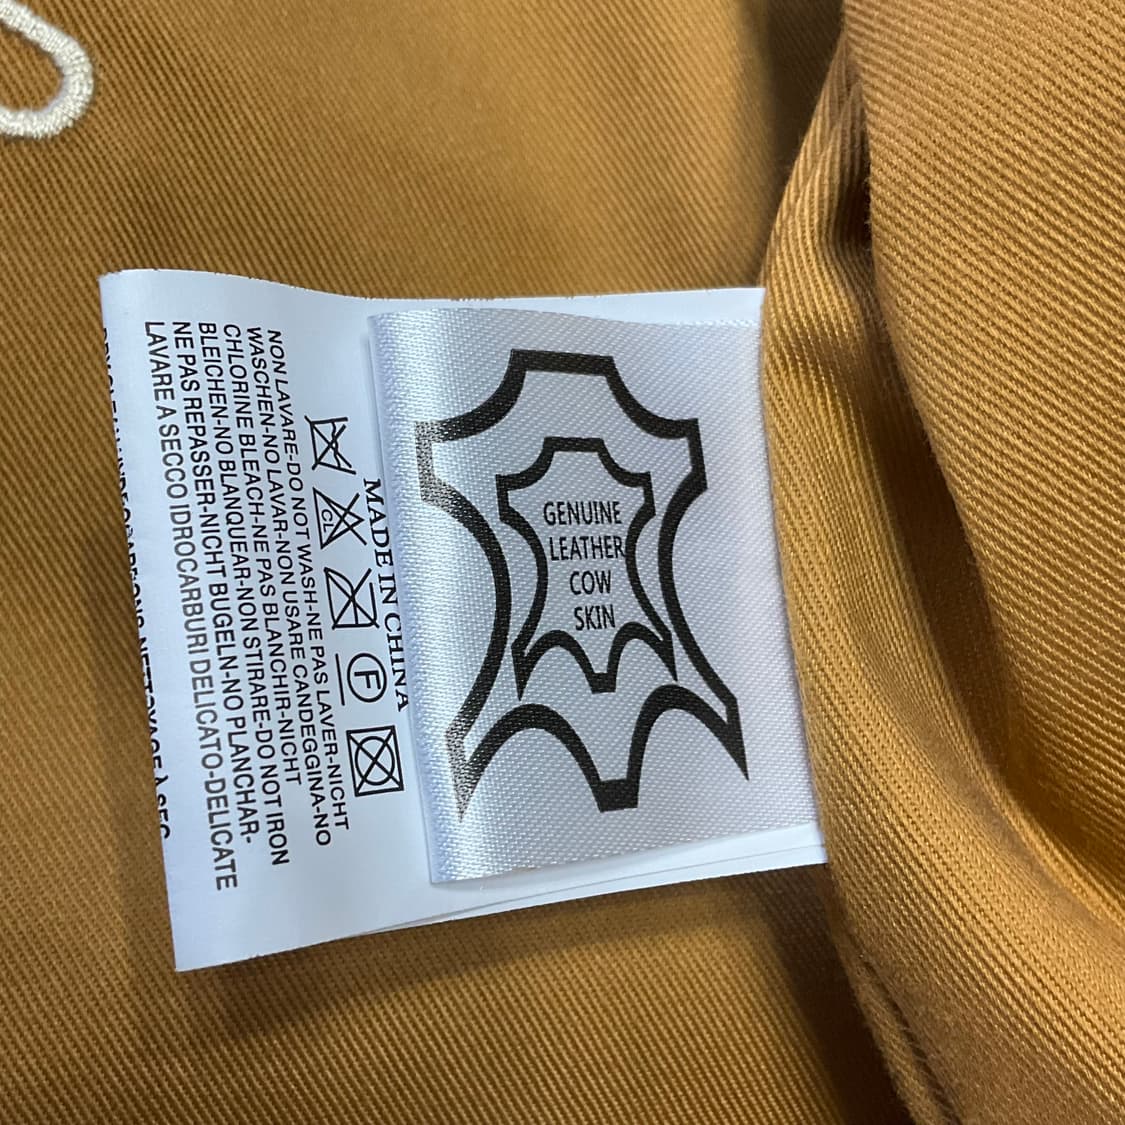 GENUINE
LEATHER
COW
SKIN
MADE IN CHINA
CL
F
NON LAVARE-DO NOT WASH-NE PAS LAVER-NICHT
WASCHEN-NO LAVAR-NON USARE CANDEGGINA-NO
CHLORINE BLEACH-NE PAS BLANCHIR-NICHT
BLEICHEN-NO BLANQUEAR-NON STIRARE-DO NOT IRON
NE PAS REPASSER-NICHT BUGELN-NO PLANCHAR-
LAVARE A SECCO IDROCARBURI DELICATO-DELICATE